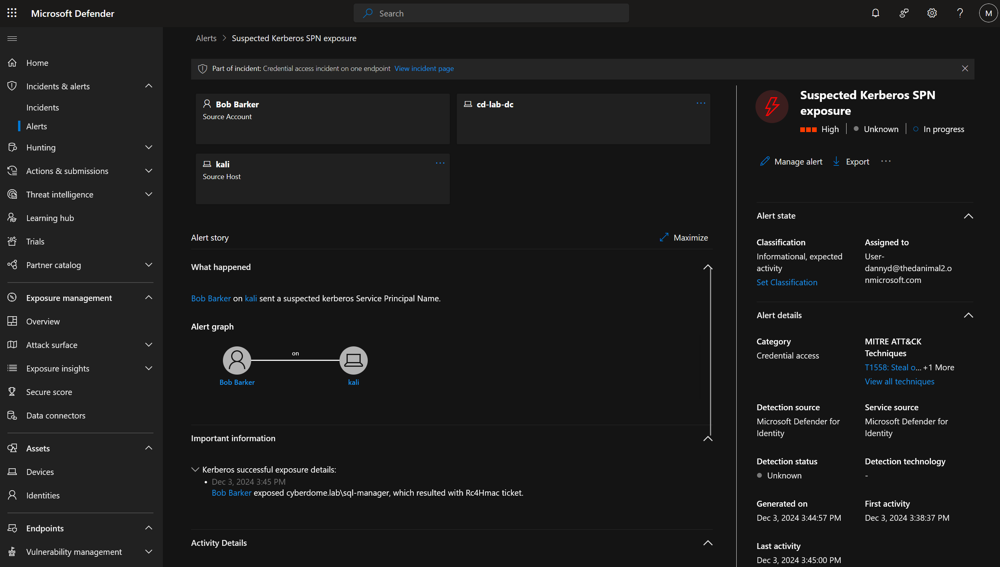 Microsoft Defender
Search
M
Home
Incidents & alerts
Incidents
Alerts
Hunting
Actions & submissions
Threat intelligence
Learning hub
Trials
Partner catalog
Exposure management
Overview
Attack surface
Exposure insights
Secure score
Data connectors
Assets
Devices
Identities
Endpoints
Vulnerability management
Alerts > Suspected Kerberos SPN exposure
Part of incident: Credential access incident on one endpoint View incident page
Bob Barker
Source Account
cd-lab-dc
kali
Source Host
Alert story
Maximize
What happened
Bob Barker on kali sent a suspected kerberos Service Principal Name.
Alert graph
on
Bob Barker
kali
Important information
Kerberos successful exposure details:
• Dec 3, 2024 3:45 PM
Bob Barker exposed cyberdome.lab\sql-manager, which resulted with Rc4Hmac ticket.
Activity Details
Suspected Kerberos SPN
exposure
High
Unknown
In progress
Manage alert
Export
Alert state
Classification
Informational, expected
activity
Set Classification
Assigned to
User-
dannyd@thedanimal2.o
nmicrosoft.com
Alert details
Category
Credential access
MITRE ATT&CK
Techniques
T1558: Steal o... +1 More
View all techniques
Detection source
Microsoft Defender for
Identity
Service source
Microsoft Defender for
Identity
Detection status
Unknown
Detection technology
-
Generated on
Dec 3, 2024 3:44:57 PM
First activity
Dec 3, 2024 3:38:37 PM
Last activity
Dec 3, 2024 3:45:00 PM